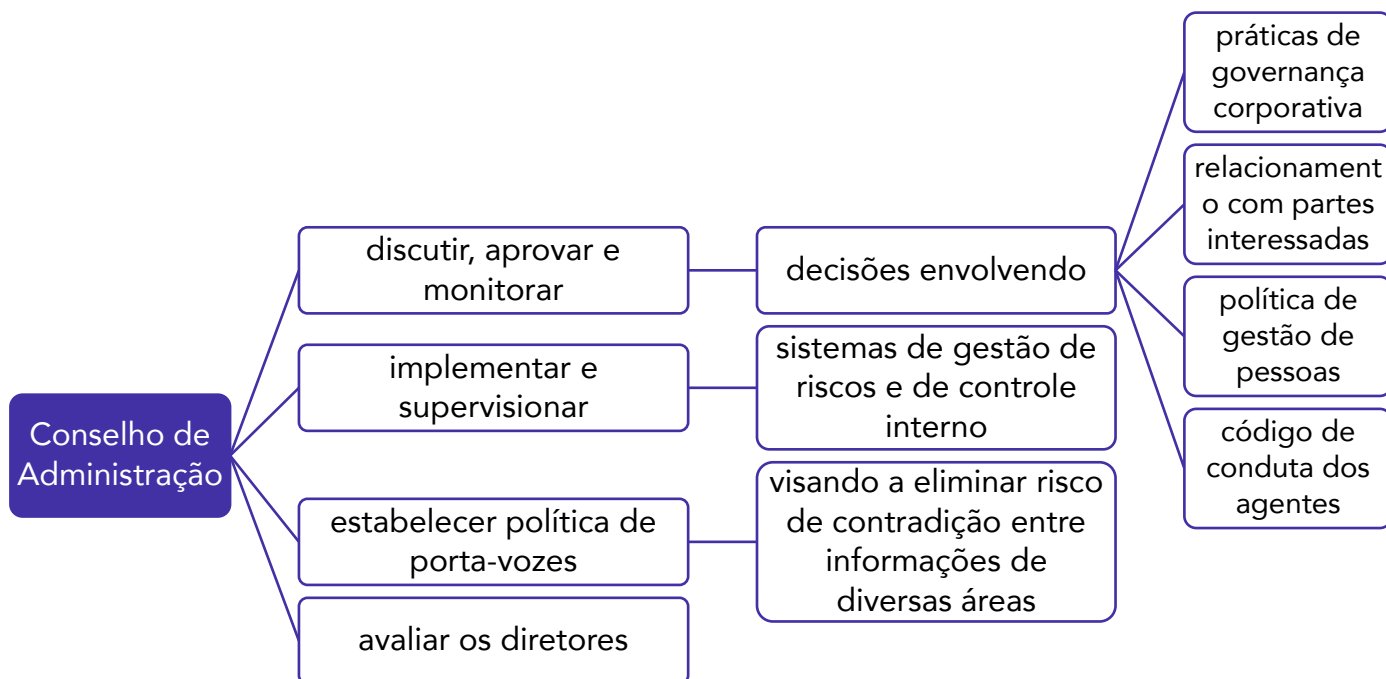 Conselho de
Administração
discutir, aprovar e
monitorar
decisões envolvendo
práticas de
governança
corporativa
relacionament
o com partes
interessadas
política de
gestão de
pessoas
código de
conduta dos
agentes
implementar e
supervisionar
sistemas de gestão de
riscos e de controle
interno
estabelecer política de
porta-vozes
visando a eliminar risco
de contradição entre
informações de
diversas áreas
avaliar os diretores